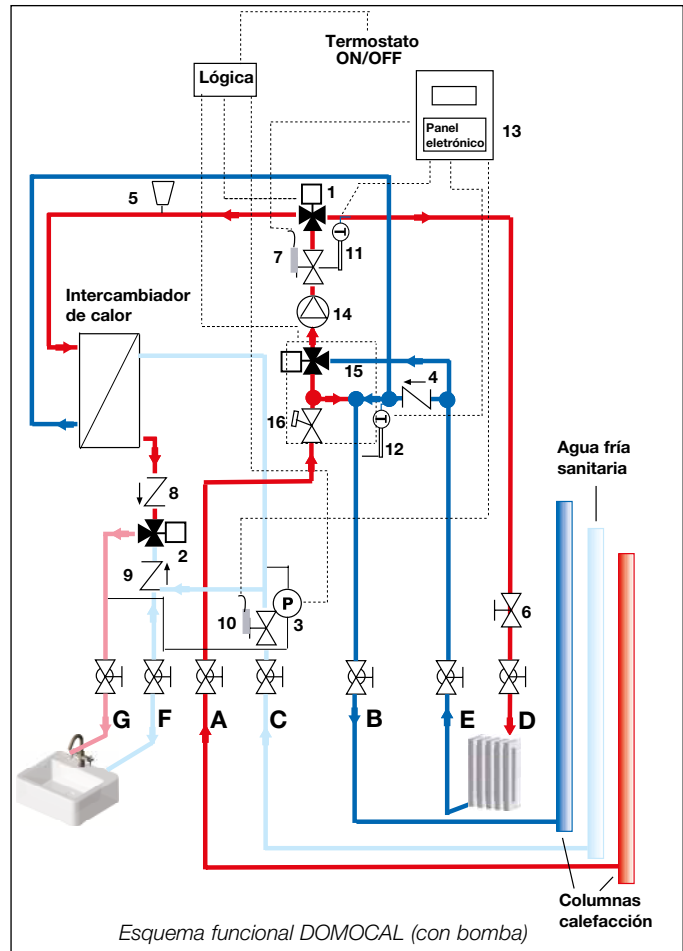 Termostato
ON/OFF
Lógica
Panel
eletrónico
13
5
1
7
11
Intercambiador
de calor
14
15
4
16
12
Agua fría
sanitaria
8
2
9
P
10
3
6
G
F
A
C
B
E
D
Columnas
calefacción
Esquema funcional DOMOCAL (con bomba)